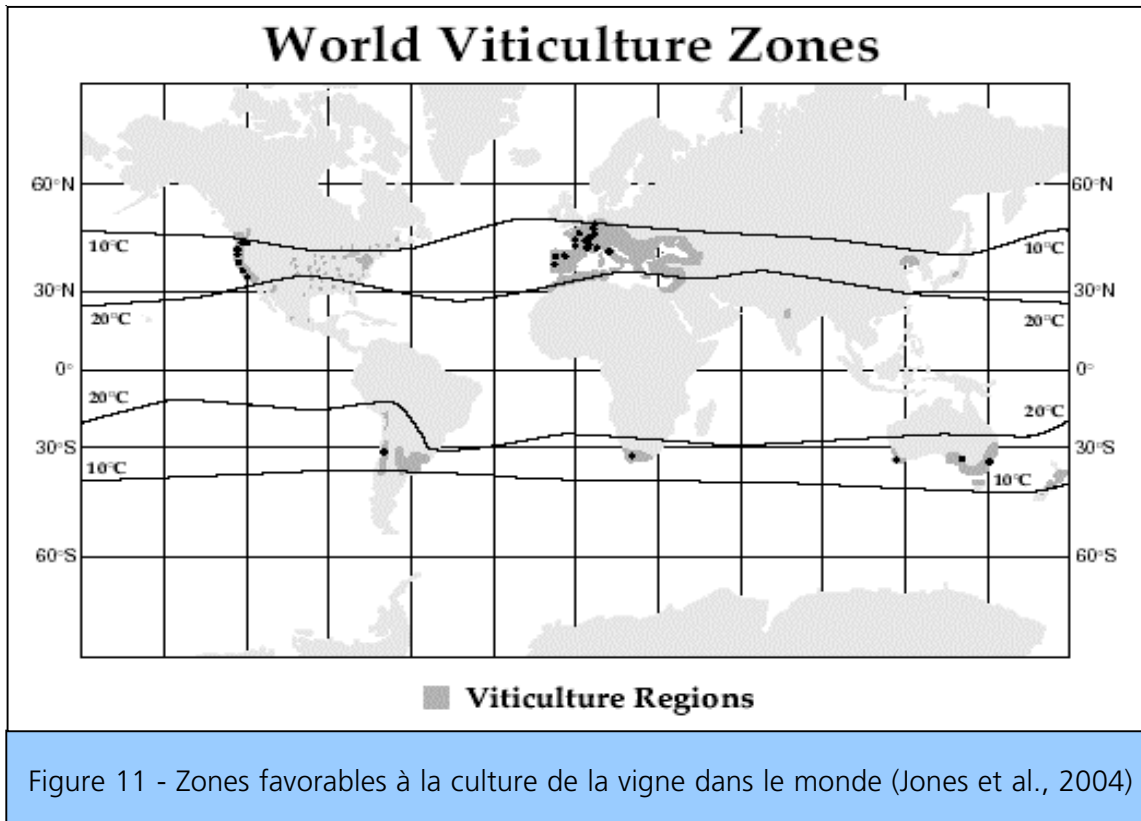 World Viticulture Zones
60°N 60°N
10°C 10°C
30°N 30°N
20°C 20°C
0° 0°
20°C 20°C
30°S 30°S
10°C 10°C
60°S 60°S
Viticulture Regions
Figure 11 - Zones favorables à la culture de la vigne dans le monde (Jones et al., 2004)